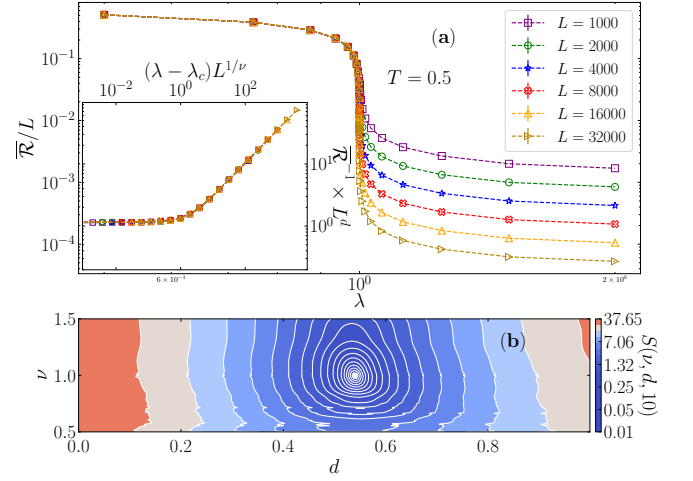 (a)
T = 0.5
L = 1000
L = 2000
L = 4000
L = 8000
L = 16000
L = 32000
10⁻¹
10⁻²
10⁻³
10⁻⁴
R̅/L
(λ − λc)L^{1/ν}
10⁻² 10⁰ 10²
10¹
10⁰
R̅⁻¹ × L^d
6 × 10⁻¹ 10⁰ 2 × 10⁰
λ
(b)
1.5
1.0
0.5
ν
0.0 0.2 0.4 0.6 0.8
d
37.65
7.06
1.32
0.25
0.05
0.01
S(ν, d, 10)